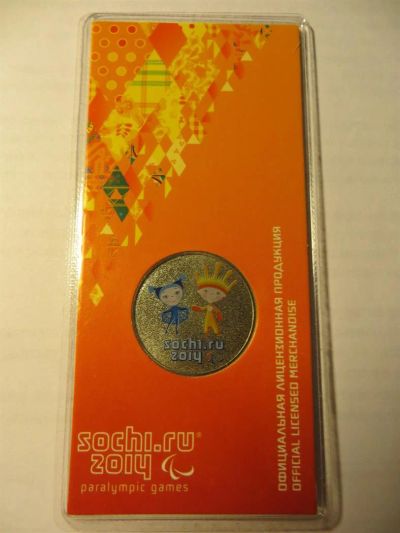 sochi.ru
2014
sochi.ru®
2014
paralympic games
ОФИЦИАЛЬНАЯ ЛИЦЕНЗИОННАЯ ПРОДУКЦИЯ
OFFICIAL LICENSED MERCHANDISE